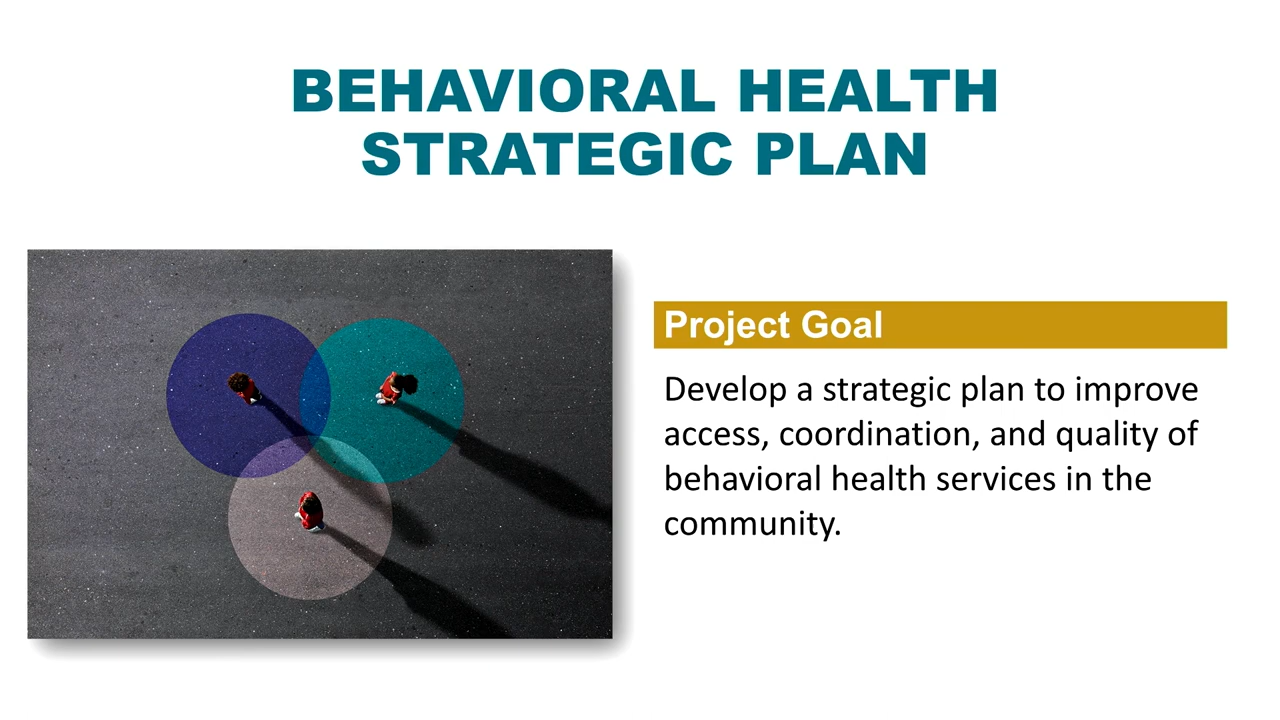 BEHAVIORAL HEALTH
STRATEGIC PLAN
Project Goal
Develop a strategic plan to improve
access, coordination, and quality of
behavioral health services in the
community.